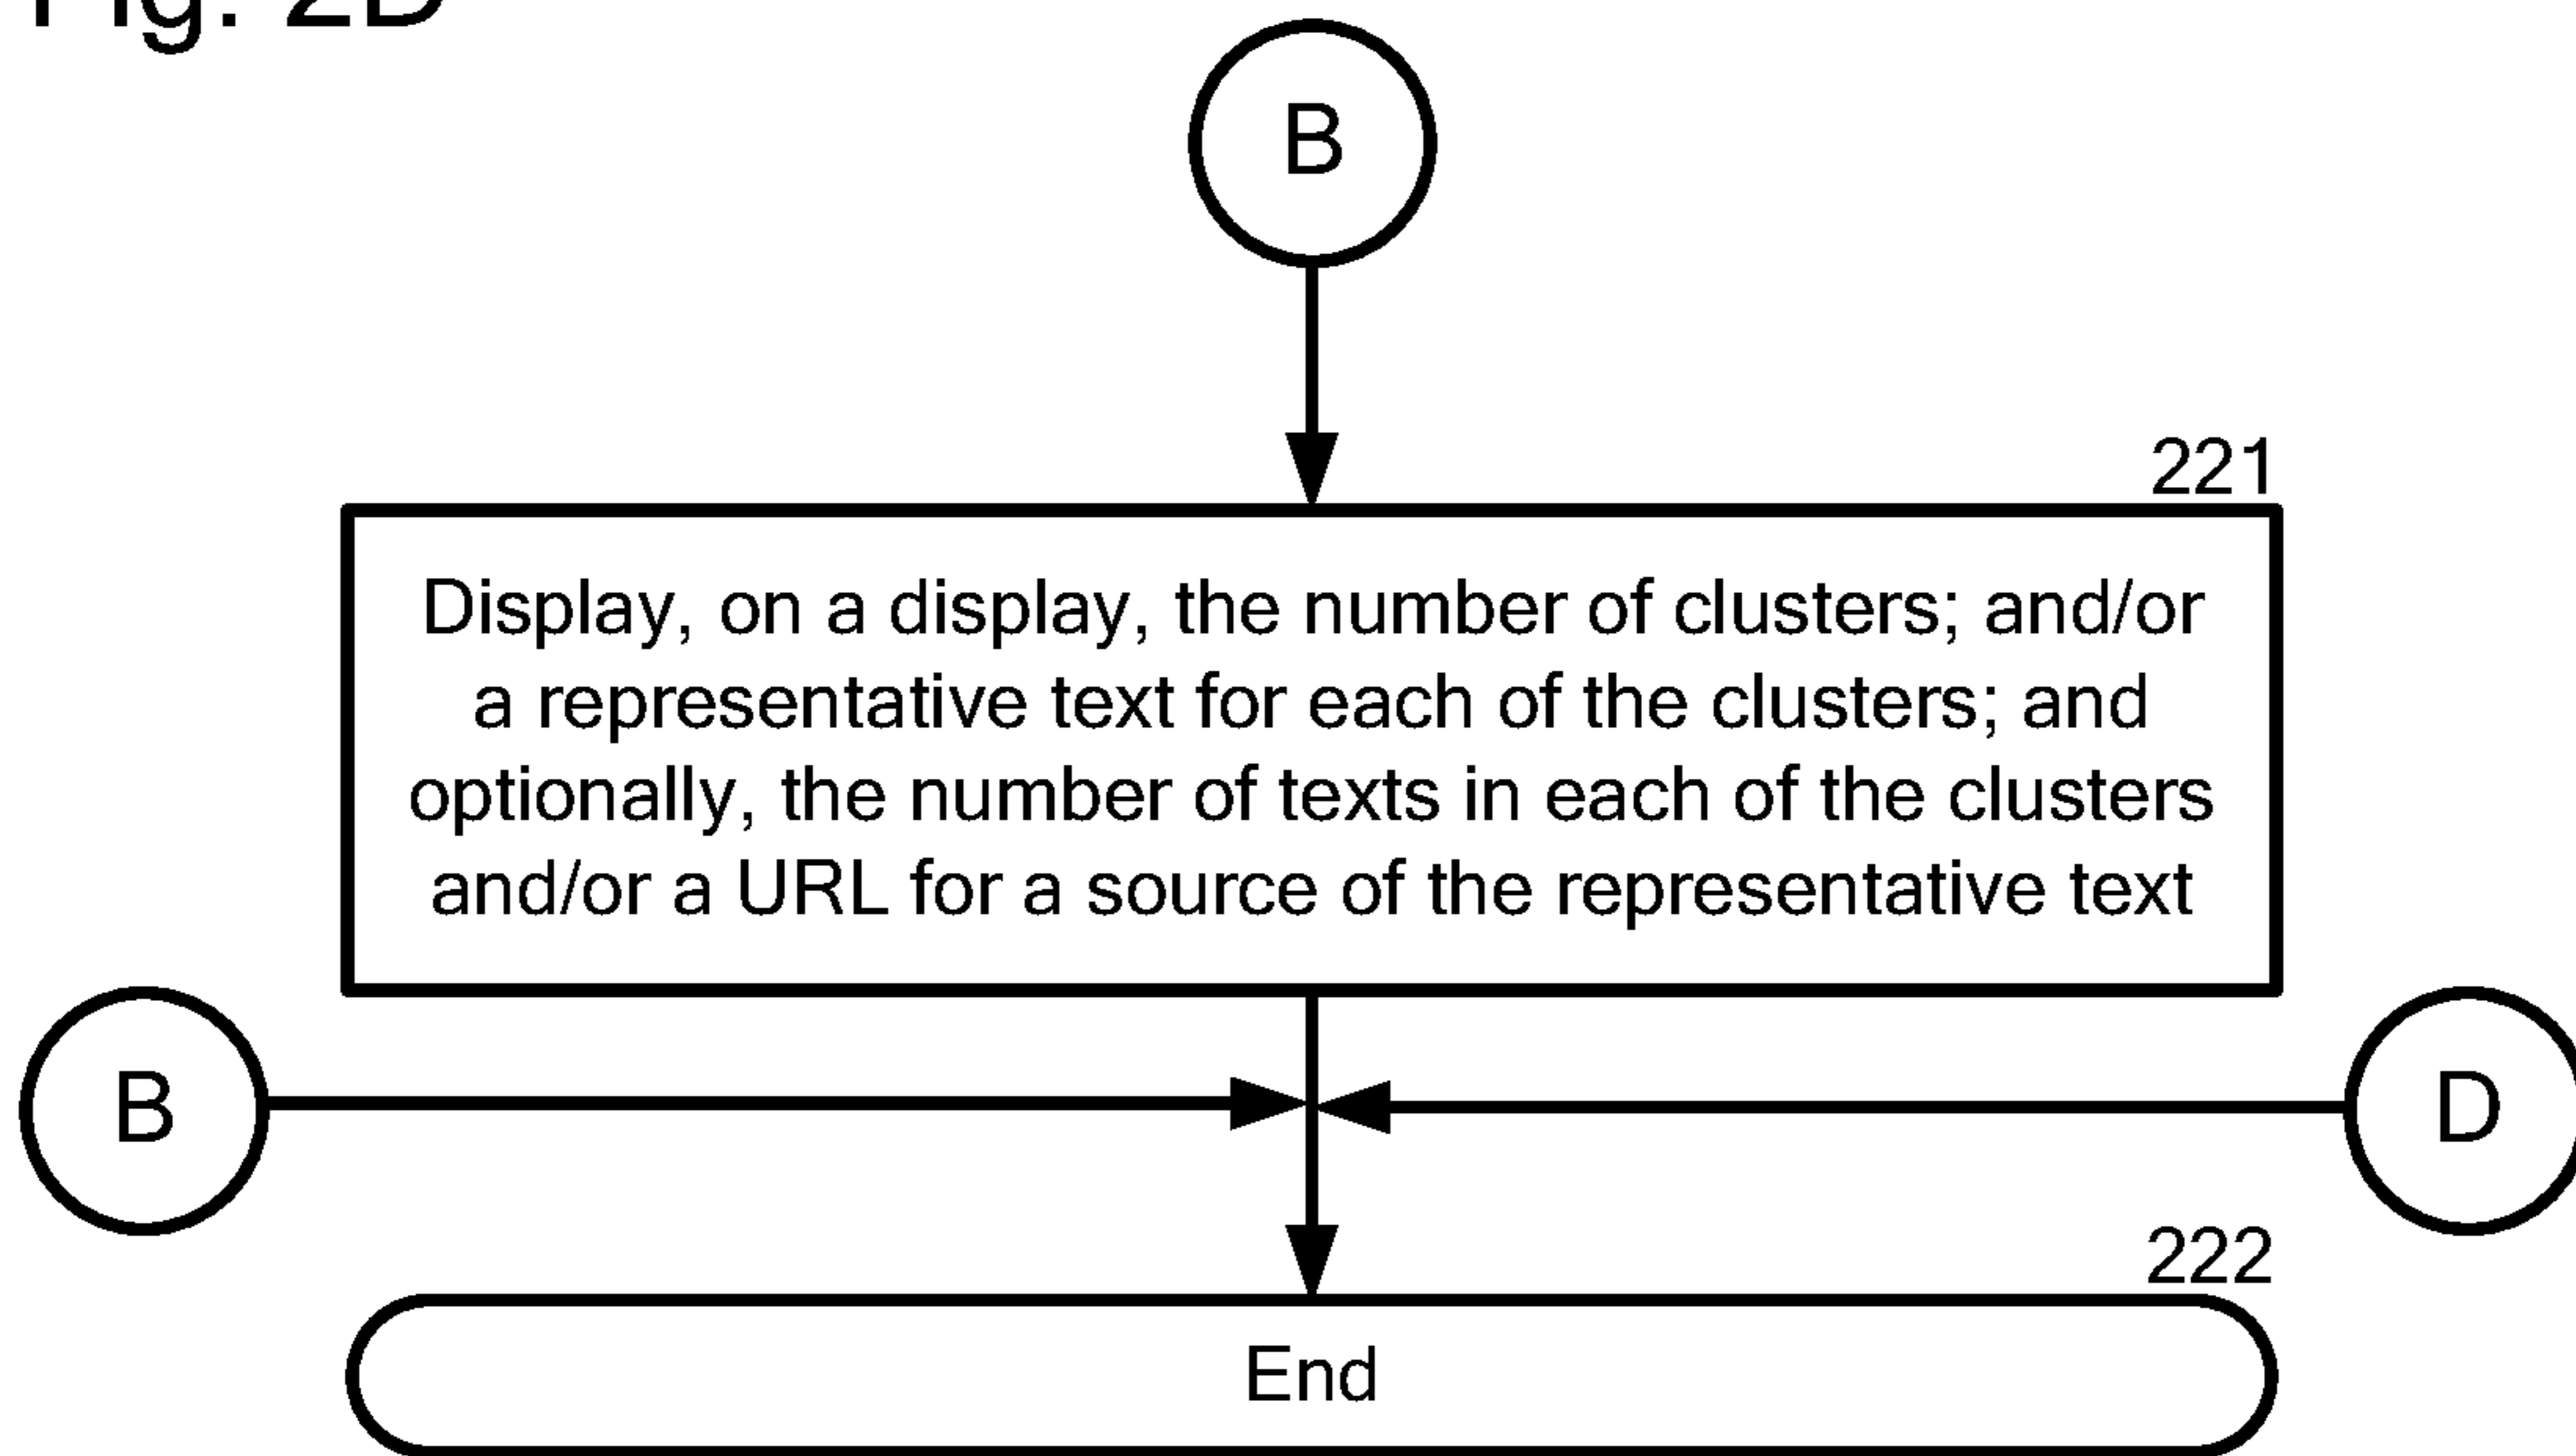 Fig. 2D
B
221
Display, on a display, the number of clusters; and/or
a representative text for each of the clusters; and
optionally, the number of texts in each of the clusters
and/or a URL for a source of the representative text
B
D
222
End